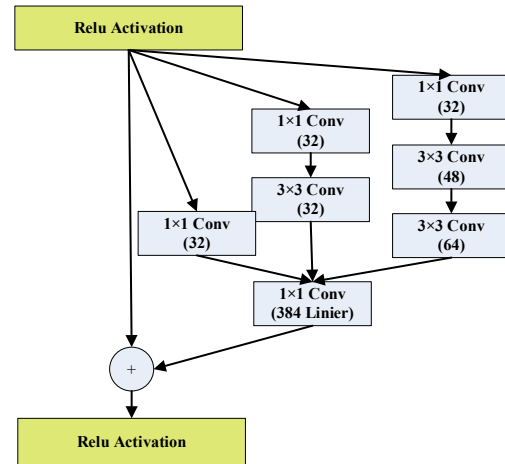 Relu Activation
1×1 Conv
(32)
1×1 Conv
(32)
3×3 Conv
(48)
3×3 Conv
(32)
1×1 Conv
(32)
3×3 Conv
(64)
1×1 Conv
(384 Linier)
+
Relu Activation